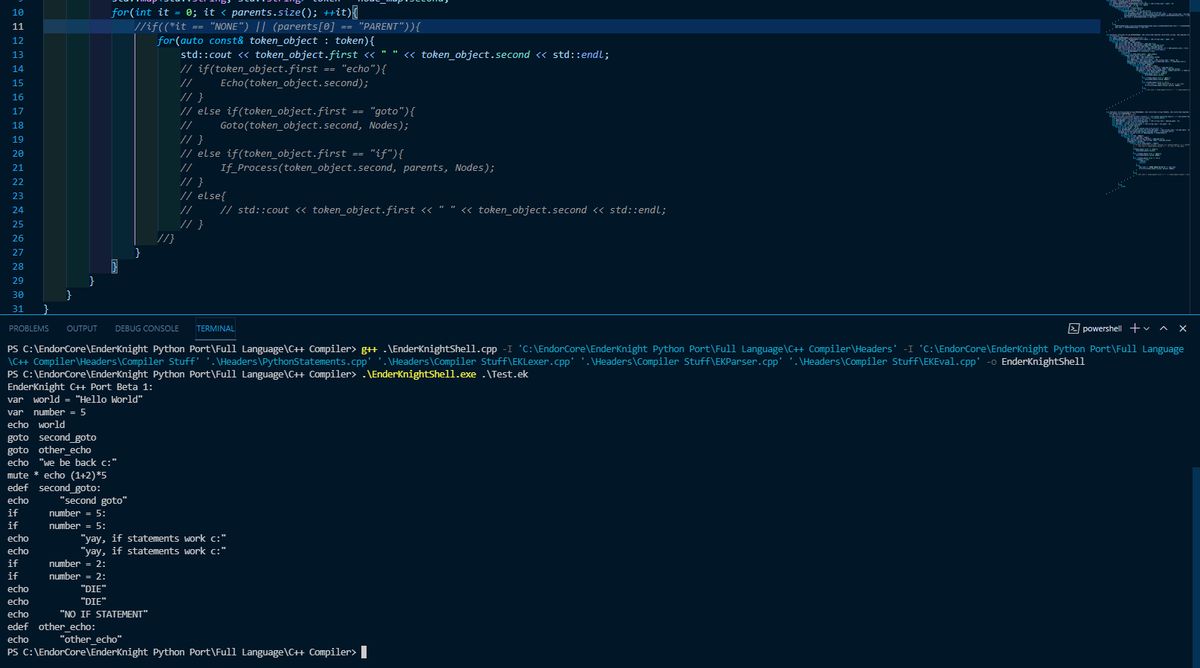 10 for(int it = 0; it < parents.size(); ++it){
11 //if((*it == "NONE") || (parents[0] == "PARENT")){
12 for(auto const& token_object : token){
13 std::cout << token_object.first << " " << token_object.second << std::endl;
14 // if(token_object.first == "echo"){
15 // Echo(token_object.second);
16 // }
17 // else if(token_object.first == "goto"){
18 // Goto(token_object.second, Nodes);
19 // }
20 // else if(token_object.first == "if"){
21 // If_Process(token_object.second, parents, Nodes);
22 // }
23 // else{
24 // // std::cout << token_object.first << " " << token_object.second << std::endl;
25 // }
26 //}
27 }
28 }
29 }
30 }
31 }
PROBLEMS OUTPUT DEBUG CONSOLE TERMINAL powershell
PS C:\EndorCore\EnderKnight Python Port\Full Language\C++ Compiler> g++ .\EnderKnightShell.cpp -I 'C:\EndorCore\EnderKnight Python Port\Full Language\C++ Compiler\Headers' -I 'C:\EndorCore\EnderKnight Python Port\Full Language
\C++ Compiler\Headers\Compiler Stuff' '.\Headers\PythonStatements.cpp' '.\Headers\Compiler Stuff\EKLexer.cpp' '.\Headers\Compiler Stuff\EKParser.cpp' '.\Headers\Compiler Stuff\EKEval.cpp' -o EnderKnightShell
PS C:\EndorCore\EnderKnight Python Port\Full Language\C++ Compiler> .\EnderKnightShell.exe .\Test.ek
EnderKnight C++ Port Beta 1:
var world = "Hello World"
var number = 5
echo world
goto second_goto
goto other_echo
echo "we be back c:"
mute * echo (1+2)*5
edef second_goto:
echo "second goto"
if number = 5:
if number = 5:
echo "yay, if statements work c:"
echo "yay, if statements work c:"
if number = 2:
if number = 2:
echo "DIE"
echo "DIE"
echo "NO IF STATEMENT"
edef other_echo:
echo "other_echo"
PS C:\EndorCore\EnderKnight Python Port\Full Language\C++ Compiler>